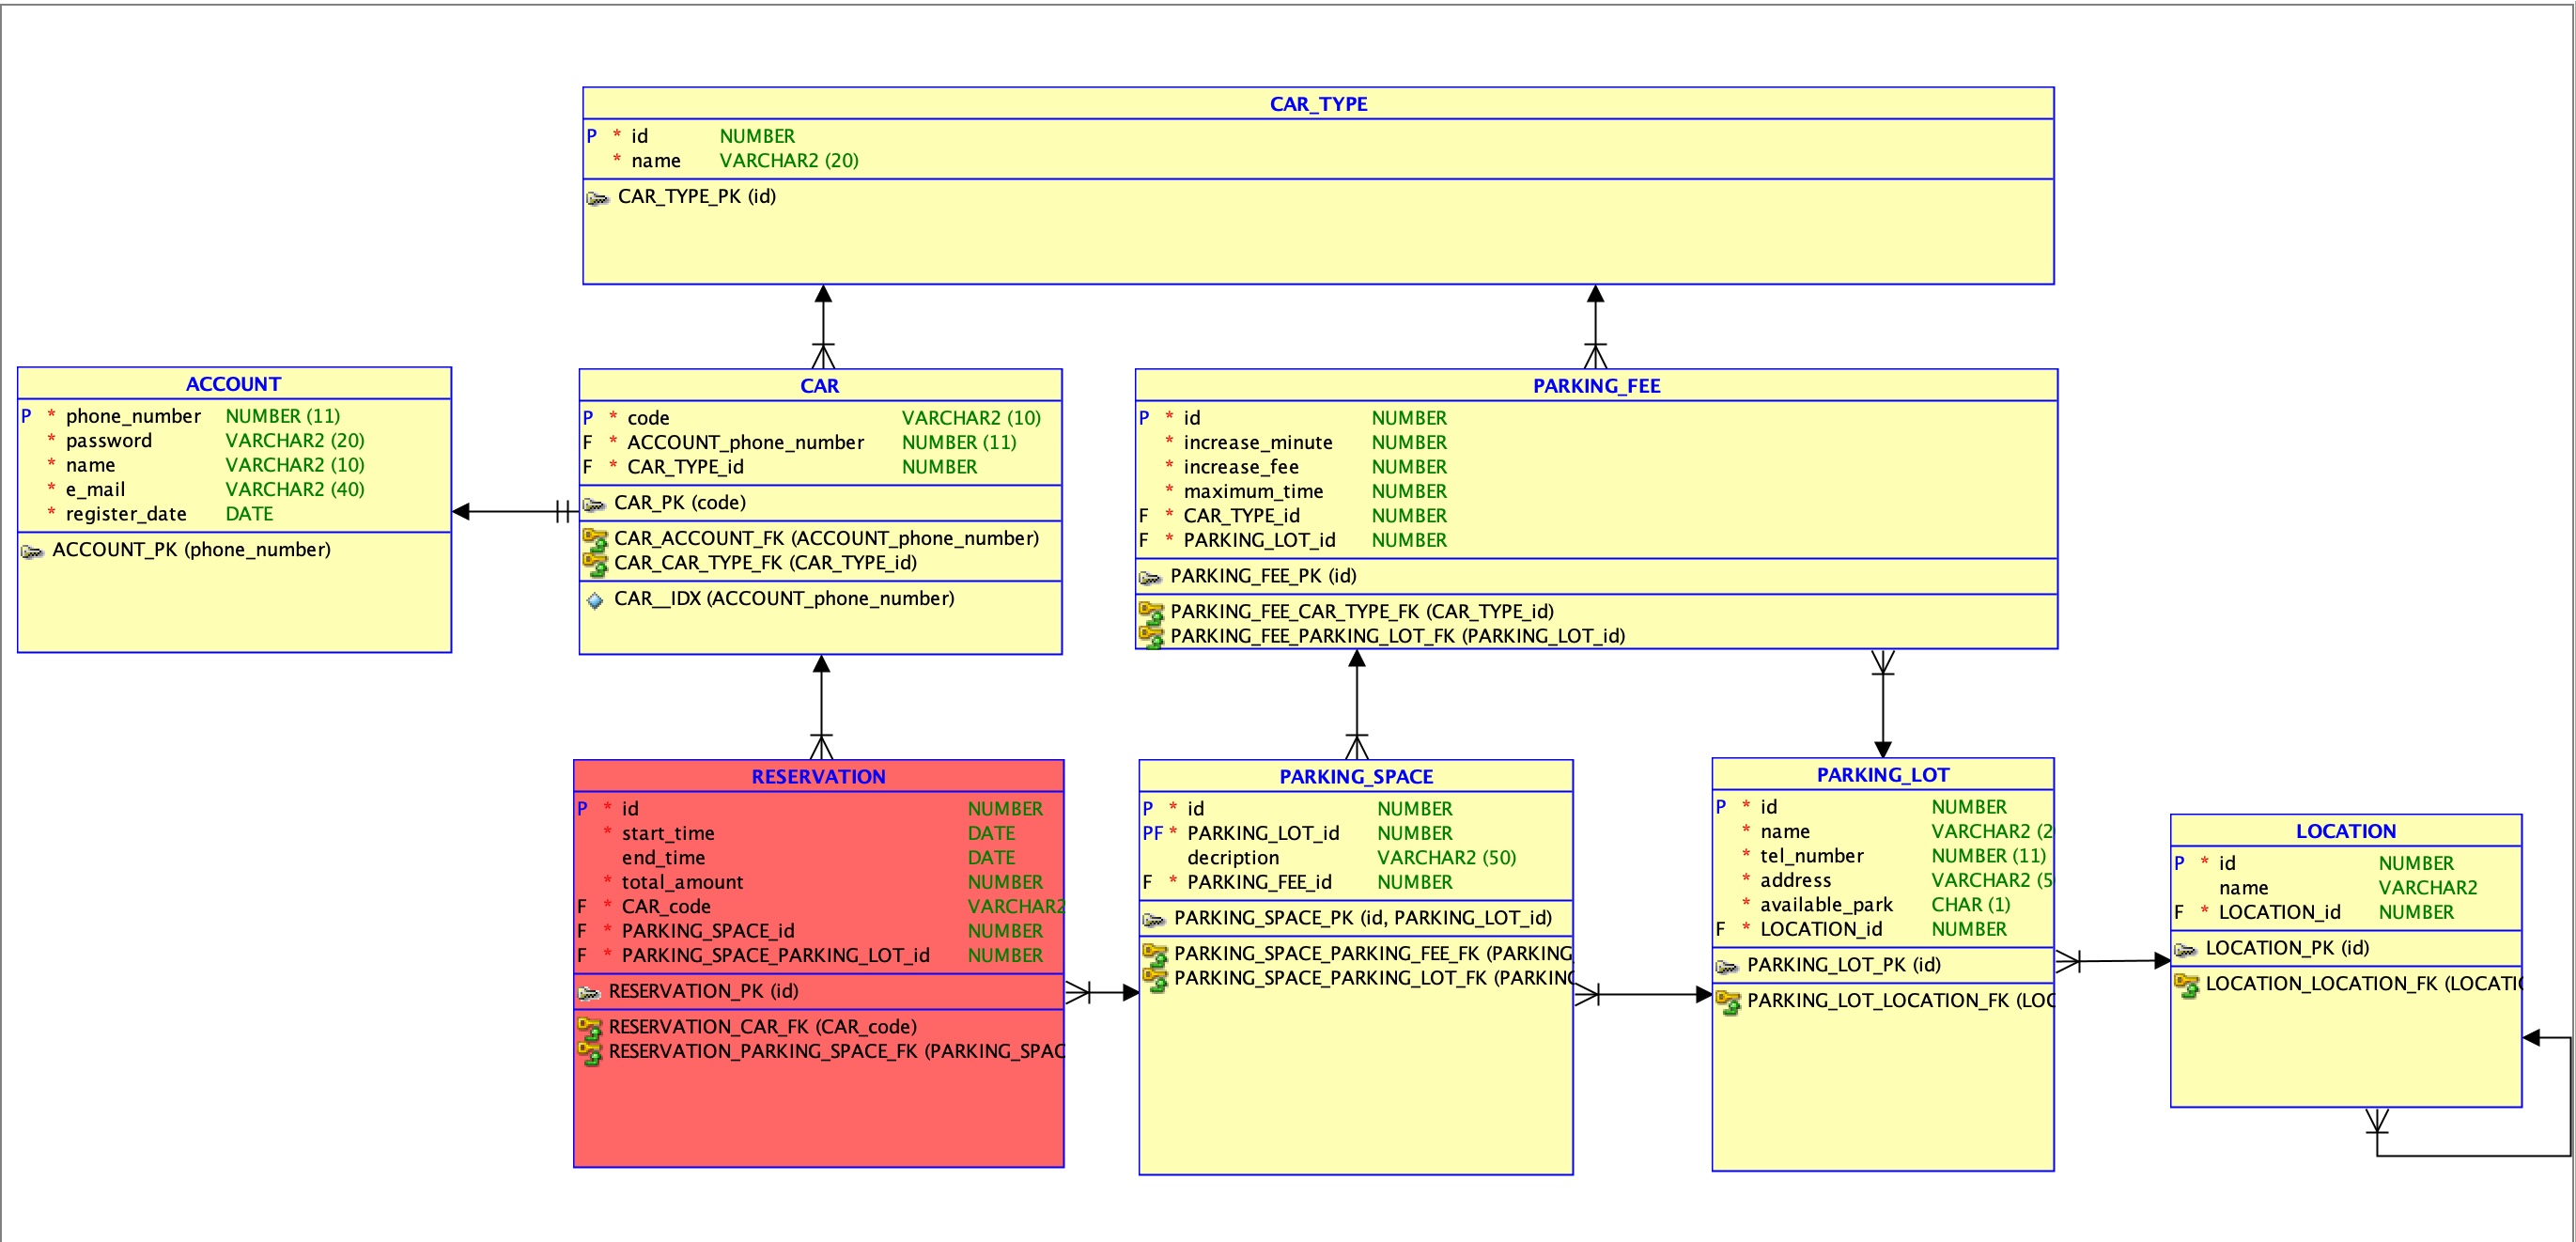 CAR_TYPE
P * id NUMBER
* name VARCHAR2 (20)
CAR_TYPE_PK (id)
ACCOUNT
P * phone_number NUMBER (11)
* password VARCHAR2 (20)
* name VARCHAR2 (10)
* e_mail VARCHAR2 (40)
* register_date DATE
ACCOUNT_PK (phone_number)
CAR
P * code VARCHAR2 (10)
F * ACCOUNT_phone_number NUMBER (11)
F * CAR_TYPE_id NUMBER
CAR_PK (code)
CAR_ACCOUNT_FK (ACCOUNT_phone_number)
CAR_CAR_TYPE_FK (CAR_TYPE_id)
CAR__IDX (ACCOUNT_phone_number)
PARKING_FEE
P * id NUMBER
* increase_minute NUMBER
* increase_fee NUMBER
* maximum_time NUMBER
F * CAR_TYPE_id NUMBER
F * PARKING_LOT_id NUMBER
PARKING_FEE_PK (id)
PARKING_FEE_CAR_TYPE_FK (CAR_TYPE_id)
PARKING_FEE_PARKING_LOT_FK (PARKING_LOT_id)
RESERVATION
P * id NUMBER
* start_time DATE
end_time DATE
* total_amount NUMBER
F * CAR_code VARCHAR2
F * PARKING_SPACE_id NUMBER
F * PARKING_SPACE_PARKING_LOT_id NUMBER
RESERVATION_PK (id)
RESERVATION_CAR_FK (CAR_code)
RESERVATION_PARKING_SPACE_FK (PARKING_SPAC
PARKING_SPACE
P * id NUMBER
PF * PARKING_LOT_id NUMBER
decription VARCHAR2 (50)
F * PARKING_FEE_id NUMBER
PARKING_SPACE_PK (id, PARKING_LOT_id)
PARKING_SPACE_PARKING_FEE_FK (PARKING
PARKING_SPACE_PARKING_LOT_FK (PARKING
PARKING_LOT
P * id NUMBER
* name VARCHAR2 (2
* tel_number NUMBER (11)
* address VARCHAR2 (5
* available_park CHAR (1)
F * LOCATION_id NUMBER
PARKING_LOT_PK (id)
PARKING_LOT_LOCATION_FK (LOC
LOCATION
P * id NUMBER
name VARCHAR2
F * LOCATION_id NUMBER
LOCATION_PK (id)
LOCATION_LOCATION_FK (LOCATI